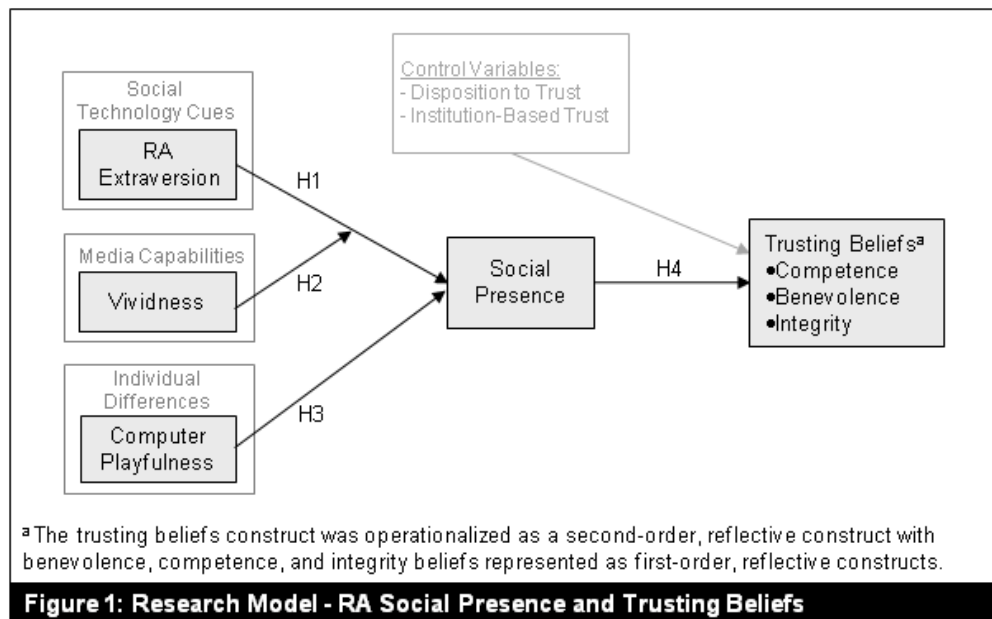 Control Variables:
- Disposition to Trust
- Institution-Based Trust
Social
Technology Cues
RA
Extraversion
H1
Media Capabilities
Vividness
H2
Individual
Differences
Computer
Playfulness
H3
Social
Presence
H4
Trusting Beliefsª
•Competence
•Benevolence
•Integrity
ª The trusting beliefs construct was operationalized as a second-order, reflective construct with
benevolence, competence, and integrity beliefs represented as first-order, reflective constructs.
Figure 1: Research Model - RA Social Presence and Trusting Beliefs